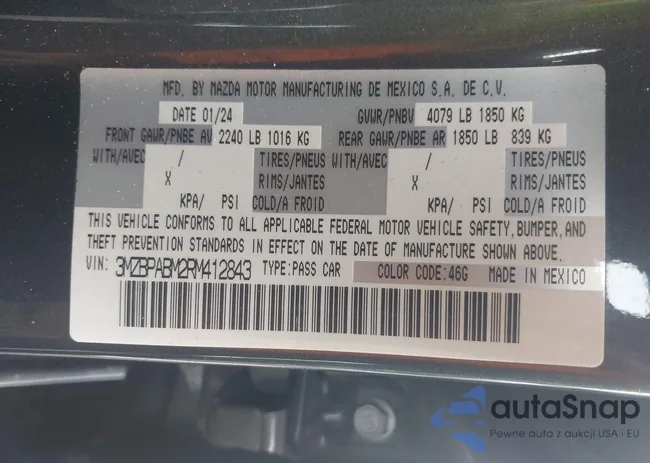 MFD. BY MAZDA MOTOR MANUFACTURING DE MEXICO S.A. DE C.V.
DATE 01/24 GVWR/PNBV 4079 LB 1850 KG
FRONT GAWR/PNBE AV 2240 LB 1016 KG REAR GAWR/PNBE AR 1850 LB 839 KG
WITH/AVEC / TIRES/PNEUS WITH/AVEC / TIRES/PNEUS
X RIMS/JANTES X RIMS/JANTES
KPA/ PSI COLD/A FROID KPA/ PSI COLD/A FROID
THIS VEHICLE CONFORMS TO ALL APPLICABLE FEDERAL MOTOR VEHICLE SAFETY, BUMPER, AND
THEFT PREVENTION STANDARDS IN EFFECT ON THE DATE OF MANUFACTURE SHOWN ABOVE.
VIN: 3MZBPABM2RM412843 TYPE:PASS CAR COLOR CODE:46G MADE IN MEXICO
autaSnap
Pewne auta z aukcji USA i EU